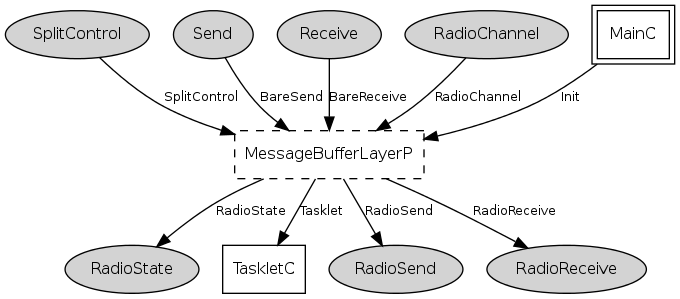 SplitControl
Send
Receive
RadioChannel
MainC
SplitControl
BareSend
BareReceive
RadioChannel
Init
MessageBufferLayerP
RadioState
Tasklet
RadioSend
RadioReceive
RadioState
TaskletC
RadioSend
RadioReceive